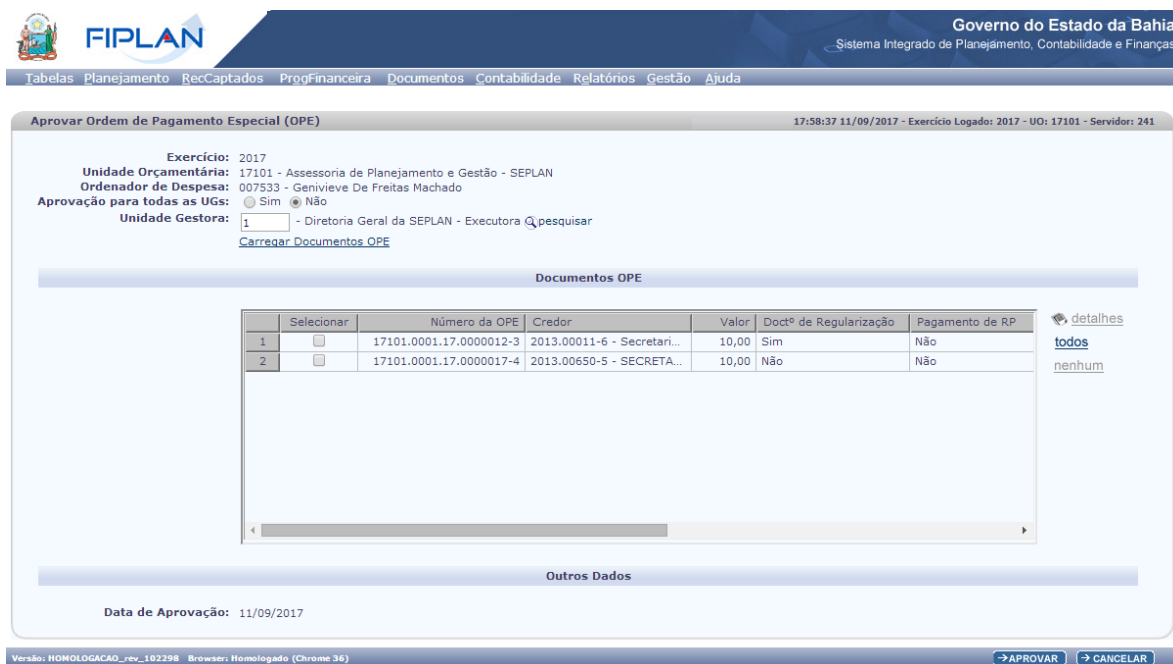 FIPLAN
Governo do Estado da Bahia
Sistema Integrado de Planejamento, Contabilidade e Finanças
Tabelas Planejamento RecCaptados ProgFinanceira Documentos Contabilidade Relatórios Gestão Ajuda
Aprovar Ordem de Pagamento Especial (OPE) 17:58:37 11/09/2017 - Exercício Logado: 2017 - UO: 17101 - Servidor: 241
Exercício: 2017
Unidade Orçamentária: 17101 - Assessoria de Planejamento e Gestão - SEPLAN
Ordenador de Despesa: 007533 - Genivieve De Freitas Machado
Aprovação para todas as UGs: Sim Não
Unidade Gestora: 1 - Diretoria Geral da SEPLAN - Executora pesquisar
Carregar Documentos OPE
Documentos OPE
Selecionar Número da OPE Credor Valor Doctº de Regularização Pagamento de RP
1 17101.0001.17.0000012-3 2013.00011-6 - Secretari... 10,00 Sim Não
2 17101.0001.17.0000017-4 2013.00650-5 - SECRETA... 10,00 Não Não
detalhes
todos
nenhum
Outros Dados
Data de Aprovação: 11/09/2017
Versão: HOMOLOGACAO_rev_102298 Browser: Homologado (Chrome 36) APROVAR CANCELAR